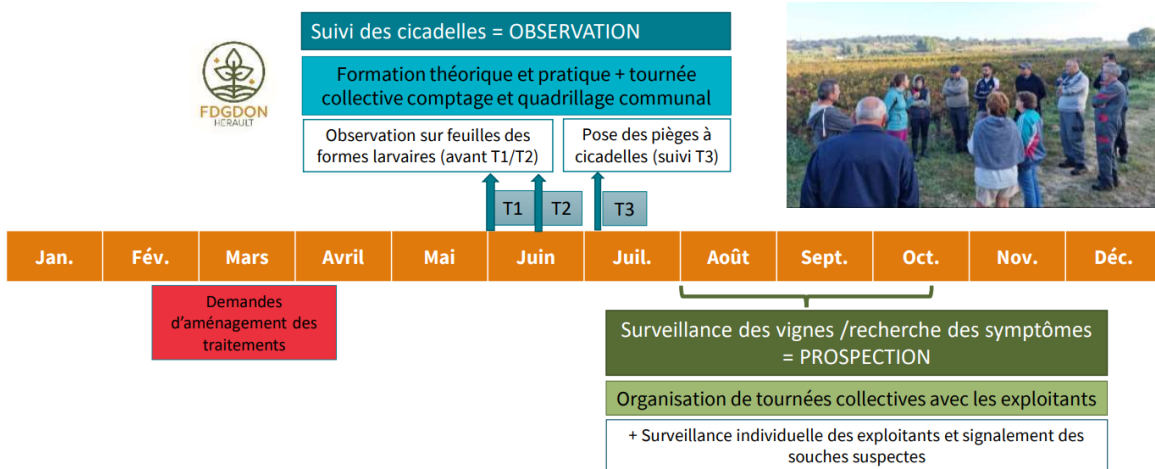 FDGDON
HÉRAULT
Suivi des cicadelles = OBSERVATION
Formation théorique et pratique + tournée
collective comptage et quadrillage communal
Observation sur feuilles des
formes larvaires (avant T1/T2)
Pose des pièges à
cicadelles (suivi T3)
T1
T2
T3
Jan.
Fév.
Mars
Avril
Mai
Juin
Juil.
Août
Sept.
Oct.
Nov.
Déc.
Demandes
d’aménagement des
traitements
Surveillance des vignes /recherche des symptômes
= PROSPECTION
Organisation de tournées collectives avec les exploitants
+ Surveillance individuelle des exploitants et signalement des
souches suspectes